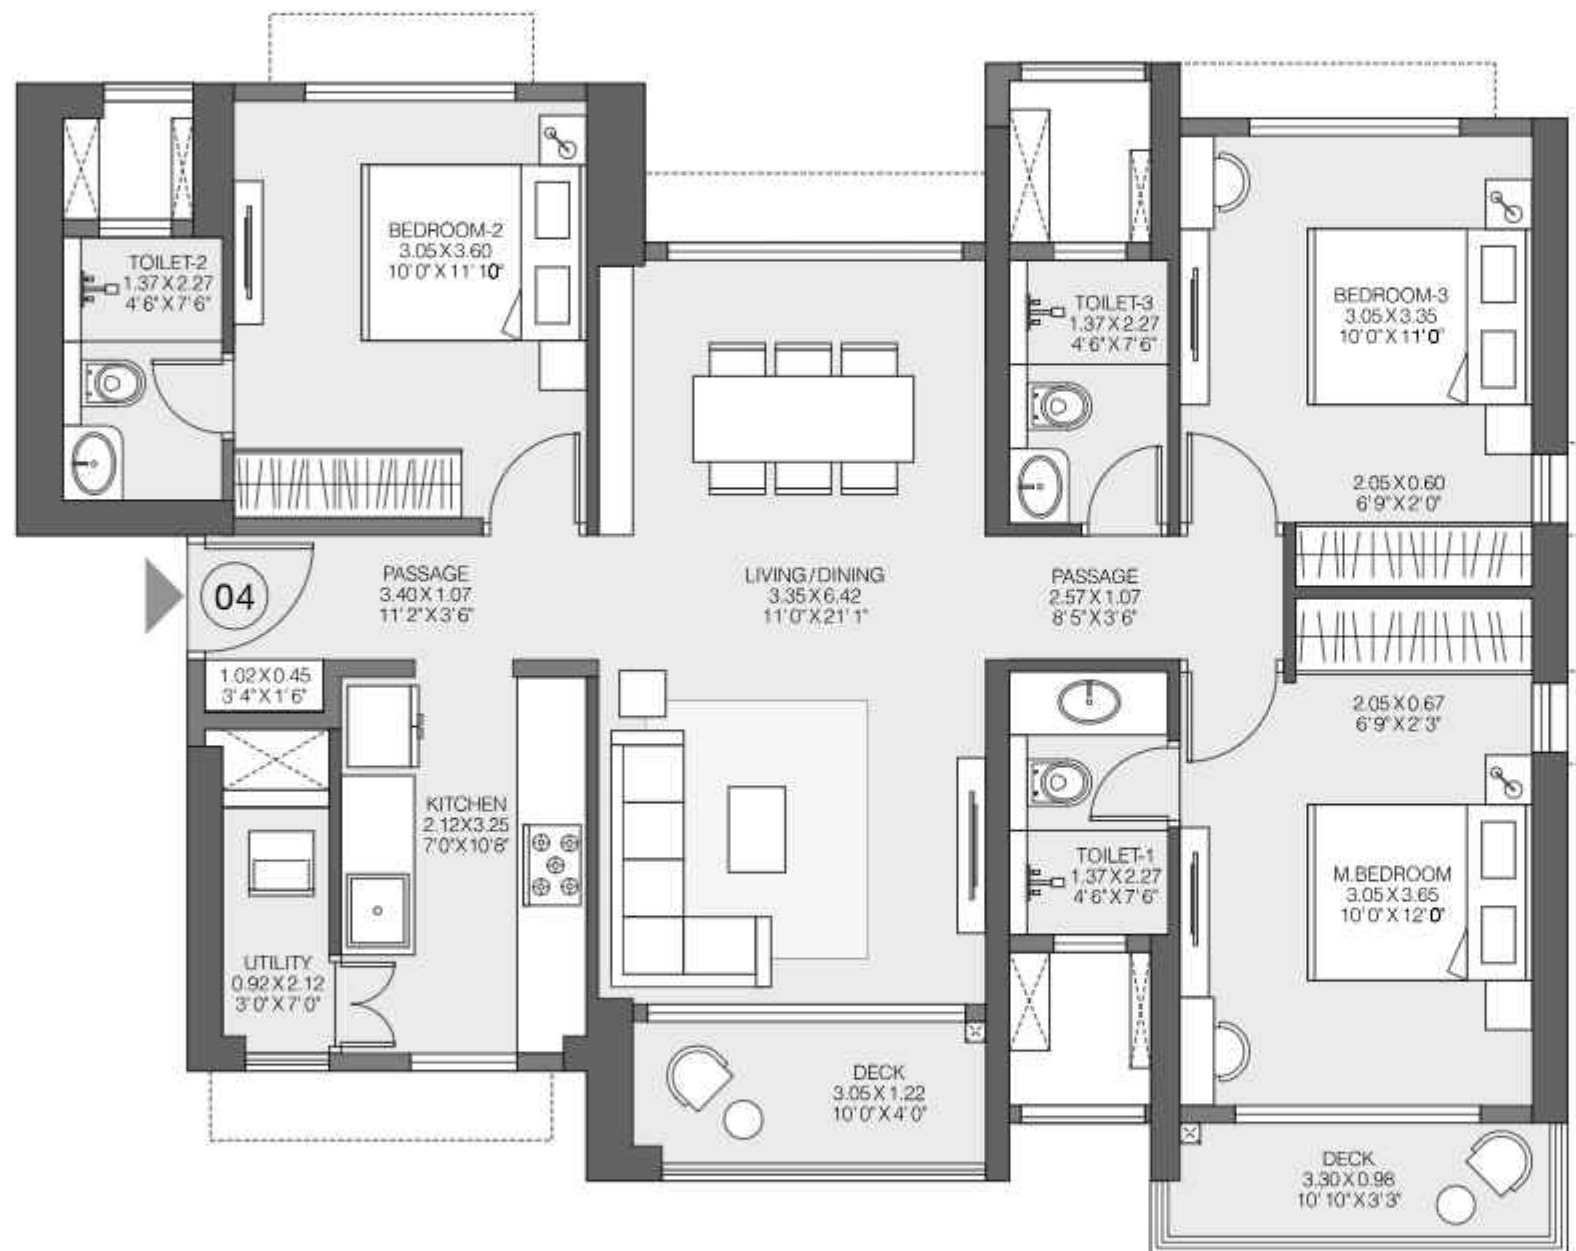 BEDROOM-2
3.05 X 3.60
10'0" X 11'10"
TOILET-2
1.37 X 2.27
4'6" X 7'6"
TOILET-3
1.37 X 2.27
4'6" X 7'6"
BEDROOM-3
3.05 X 3.35
10'0" X 11'0"
2.05 X 0.60
6'9" X 2'0"
04
PASSAGE
3.40 X 1.07
11'2" X 3'6"
LIVING/DINING
3.35 X 6.42
11'0" X 21'1"
PASSAGE
2.57 X 1.07
8'5" X 3'6"
1.02 X 0.45
3'4" X 1'6"
2.05 X 0.67
6'9" X 2'3"
KITCHEN
2.12 X 3.25
7'0" X 10'8"
TOILET-1
1.37 X 2.27
4'6" X 7'6"
M.BEDROOM
3.05 X 3.65
10'0" X 12'0"
UTILITY
0.92 X 2.12
3'0" X 7'0"
DECK
3.05 X 1.22
10'0" X 4'0"
DECK
3.30 X 0.98
10'10" X 3'3"